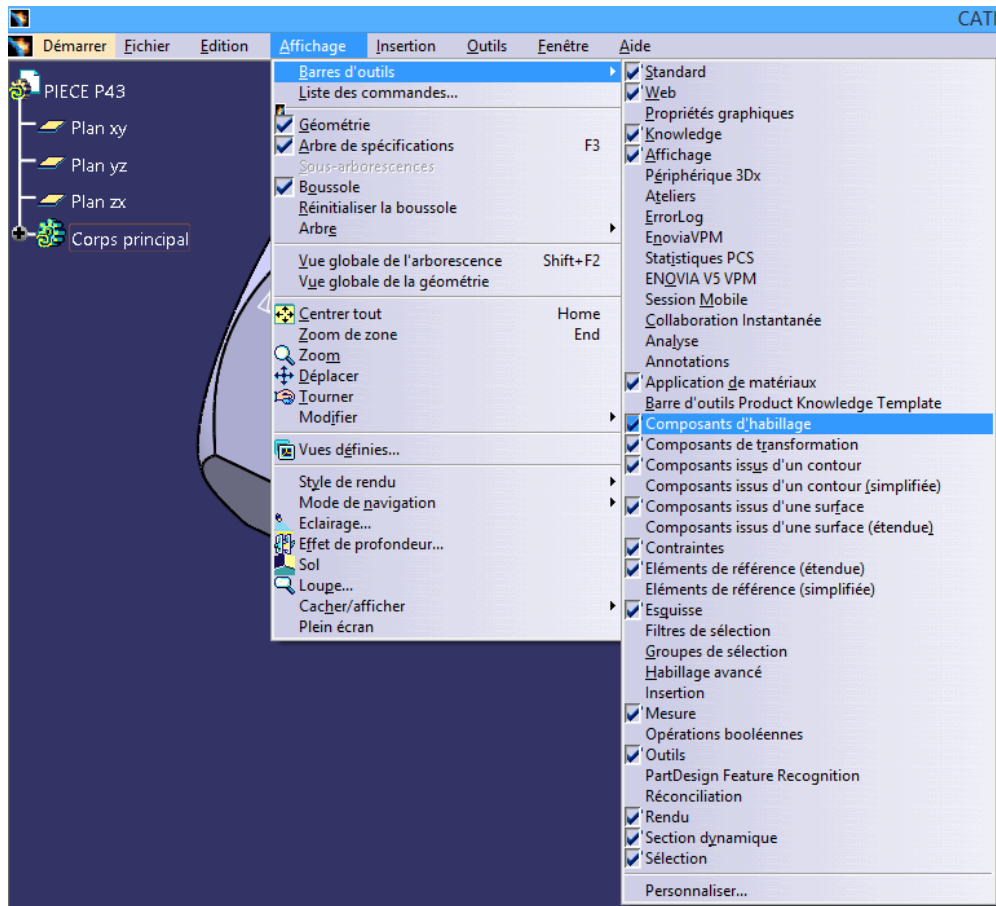 CATI
Démarrer Fichier Edition Affichage Insertion Outils Fenêtre Aide
PIECE P43
Plan xy
Plan yz
Plan zx
Corps principal
Barres d'outils
Liste des commandes...
Géométrie
Arbre de spécifications F3
Sous-arborescences
Boussole
Réinitialiser la boussole
Arbre
Vue globale de l'arborescence Shift+F2
Vue globale de la géométrie
Centrer tout Home
Zoom de zone End
Zoom
Déplacer
Tourner
Modifier
Vues définies...
Style de rendu
Mode de navigation
Eclairage...
Effet de profondeur...
Sol
Loupe...
Cacher/afficher
Plein écran
Standard
Web
Propriétés graphiques
Knowledge
Affichage
Périphérique 3Dx
Ateliers
ErrorLog
EnoviaVPM
Statistiques PCS
ENOVIA V5 VPM
Session Mobile
Collaboration Instantanée
Analyse
Annotations
Application de matériaux
Barre d'outils Product Knowledge Template
Composants d'habillage
Composants de transformation
Composants issus d'un contour
Composants issus d'un contour (simplifiée)
Composants issus d'une surface
Composants issus d'une surface (étendue)
Contraintes
Eléments de référence (étendue)
Eléments de référence (simplifiée)
Esquisse
Filtres de sélection
Groupes de sélection
Habillage avancé
Insertion
Mesure
Opérations booléennes
Outils
PartDesign Feature Recognition
Réconciliation
Rendu
Section dynamique
Sélection
Personnaliser...